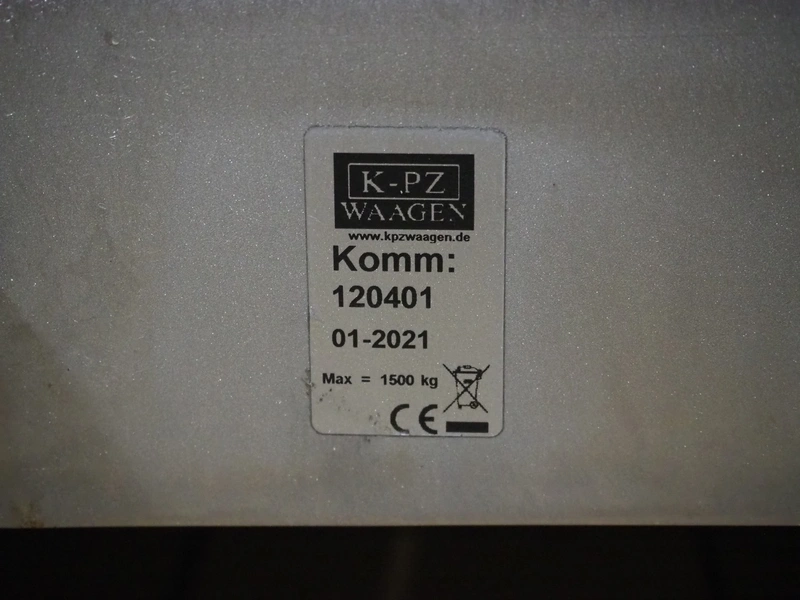 K-PZ
WAAGEN
www.kpzwaagen.de
Komm:
120401
01-2021
Max = 1500 kg
CE